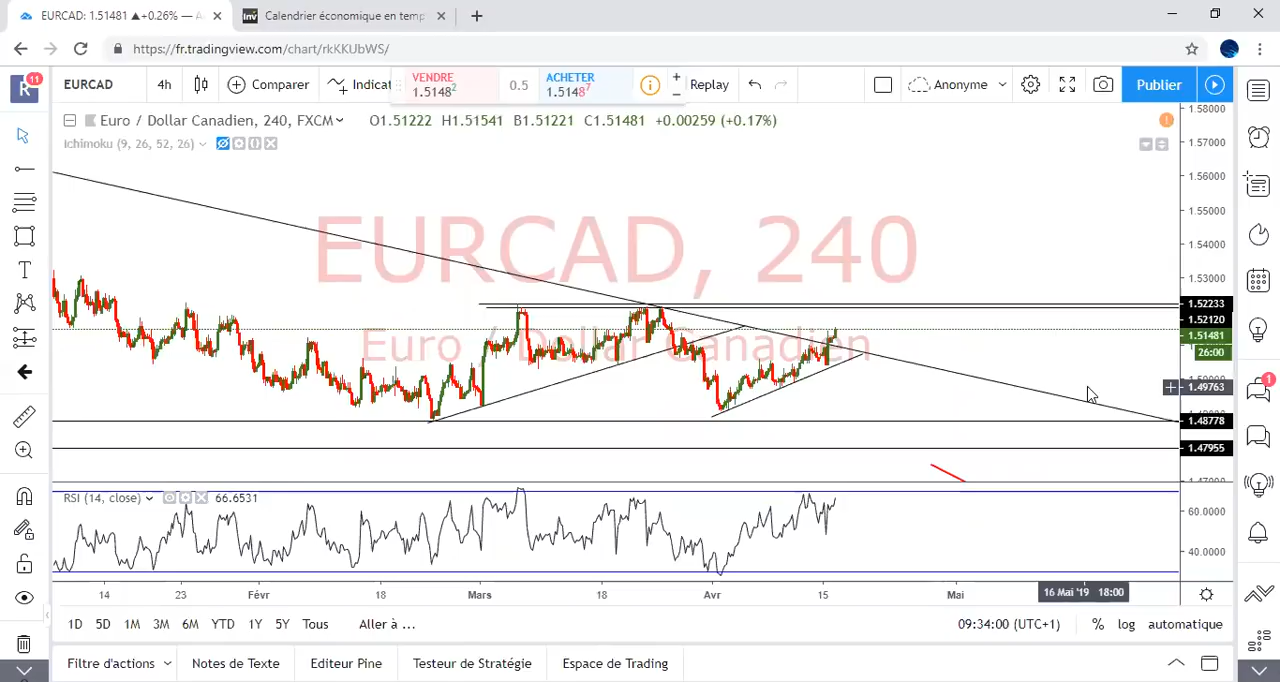 EURCAD: 1.51481 ▲+0.26% — A
Calendrier économique en temp
https://fr.tradingview.com/chart/rkKKUbWS/
R 11
EURCAD
4h
Comparer
Indicat
VENDRE
1.51482
0.5
ACHETER
1.51487
Replay
Anonyme
Publier
Euro / Dollar Canadien, 240, FXCM
O1.51222 H1.51541 B1.51221 C1.51481 +0.00259 (+0.17%)
Ichimoku (9, 26, 52, 26)
EURCAD, 240
Euro / Dollar Canadien
1.58000
1.57000
1.56000
1.55000
1.54000
1.53000
1.52233
1.52120
1.51481
26:00
1.49763
1.48778
1.47955
RSI (14, close) 66.6531
60.0000
40.0000
14 23 Févr 18 Mars 18 Avr 15 Mai
16 Mai '19 18:00
1D 5D 1M 3M 6M YTD 1Y 5Y Tous Aller à ...
09:34:00 (UTC+1) % log automatique
Filtre d'actions
Notes de Texte
Editeur Pine
Testeur de Stratégie
Espace de Trading
1